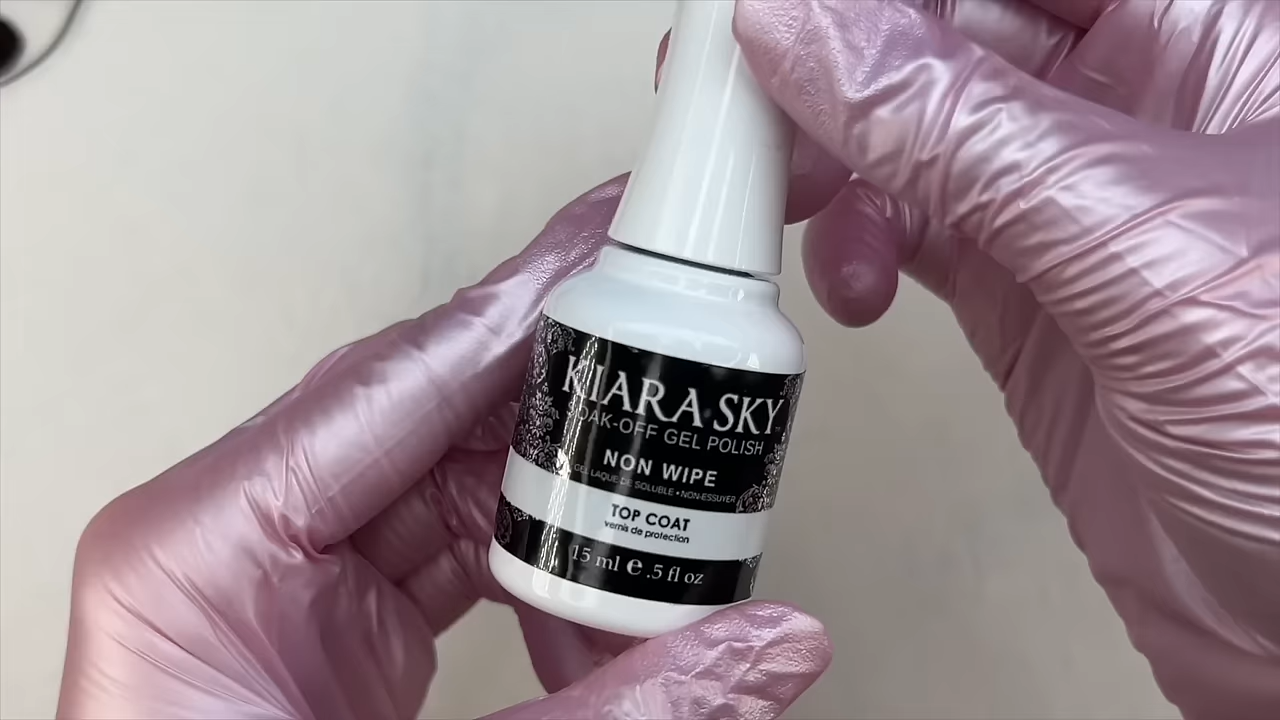 KIARA SKY
SOAK-OFF GEL POLISH
NON WIPE
GEL LAQUE DE SOLUBLE • NON-ESSUYER
TOP COAT
vernis de protection
15 ml e .5 fl oz